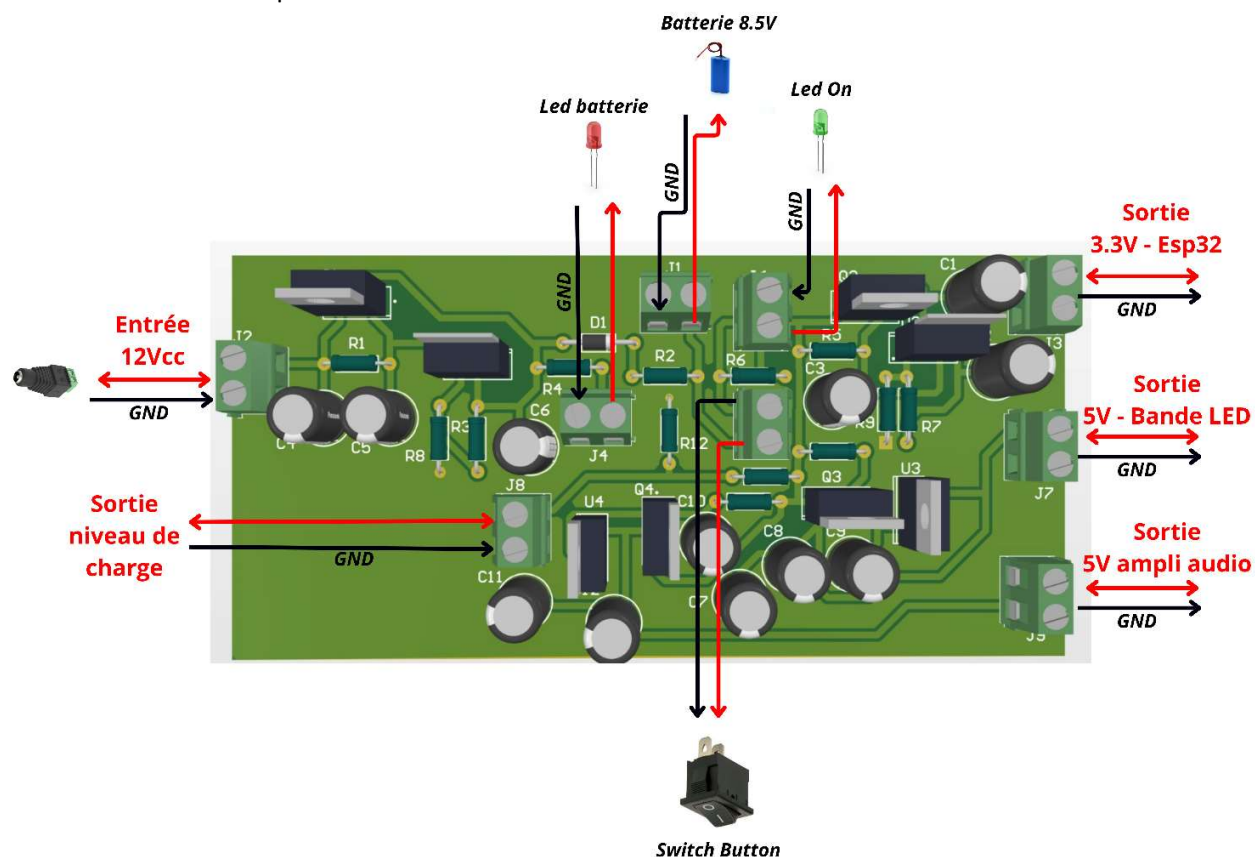 Batterie 8.5V
Led batterie
Led On
GND
GND
GND
Sortie
3.3V - Esp32
GND
Entrée
12Vcc
GND
Sortie
5V - Bande LED
GND
Sortie
niveau de
charge
GND
Sortie
5V ampli audio
GND
Switch Button
C1
D1
R1
R2
R4
R6
R5
C3
C6
R3
R8
R12
R9
R7
C5
J4
J8
U4
Q4
C10
Q3
U3
J7
C8
C9
C11
C7
J9